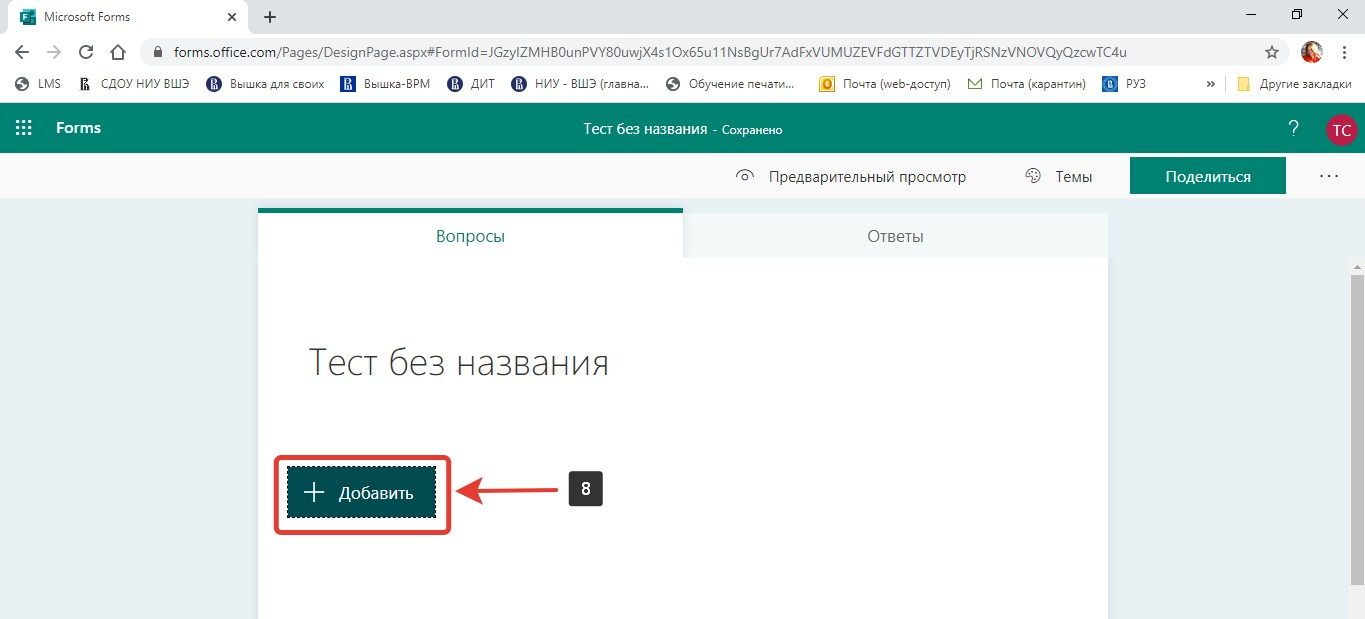 Microsoft Forms
forms.office.com/Pages/DesignPage.aspx#FormId=JGzyIZMHB0unPVY80uwjX4s1Ox65u11NsBgUr7AdFxVUMUZEVFdGTTZTVDEyTjRSNzVNOVQyQzcwTC4u
LMS СДОУ НИУ ВШЭ Вышка для своих Вышка-BPM ДИТ НИУ - ВШЭ (главна... Обучение печати... Почта (web-доступ) Почта (карантин) РУЗ » Другие закладки
Forms Тест без названия - Сохранено ? ТС
Предварительный просмотр Темы Поделиться ...
Вопросы Ответы
Тест без названия
Добавить 8